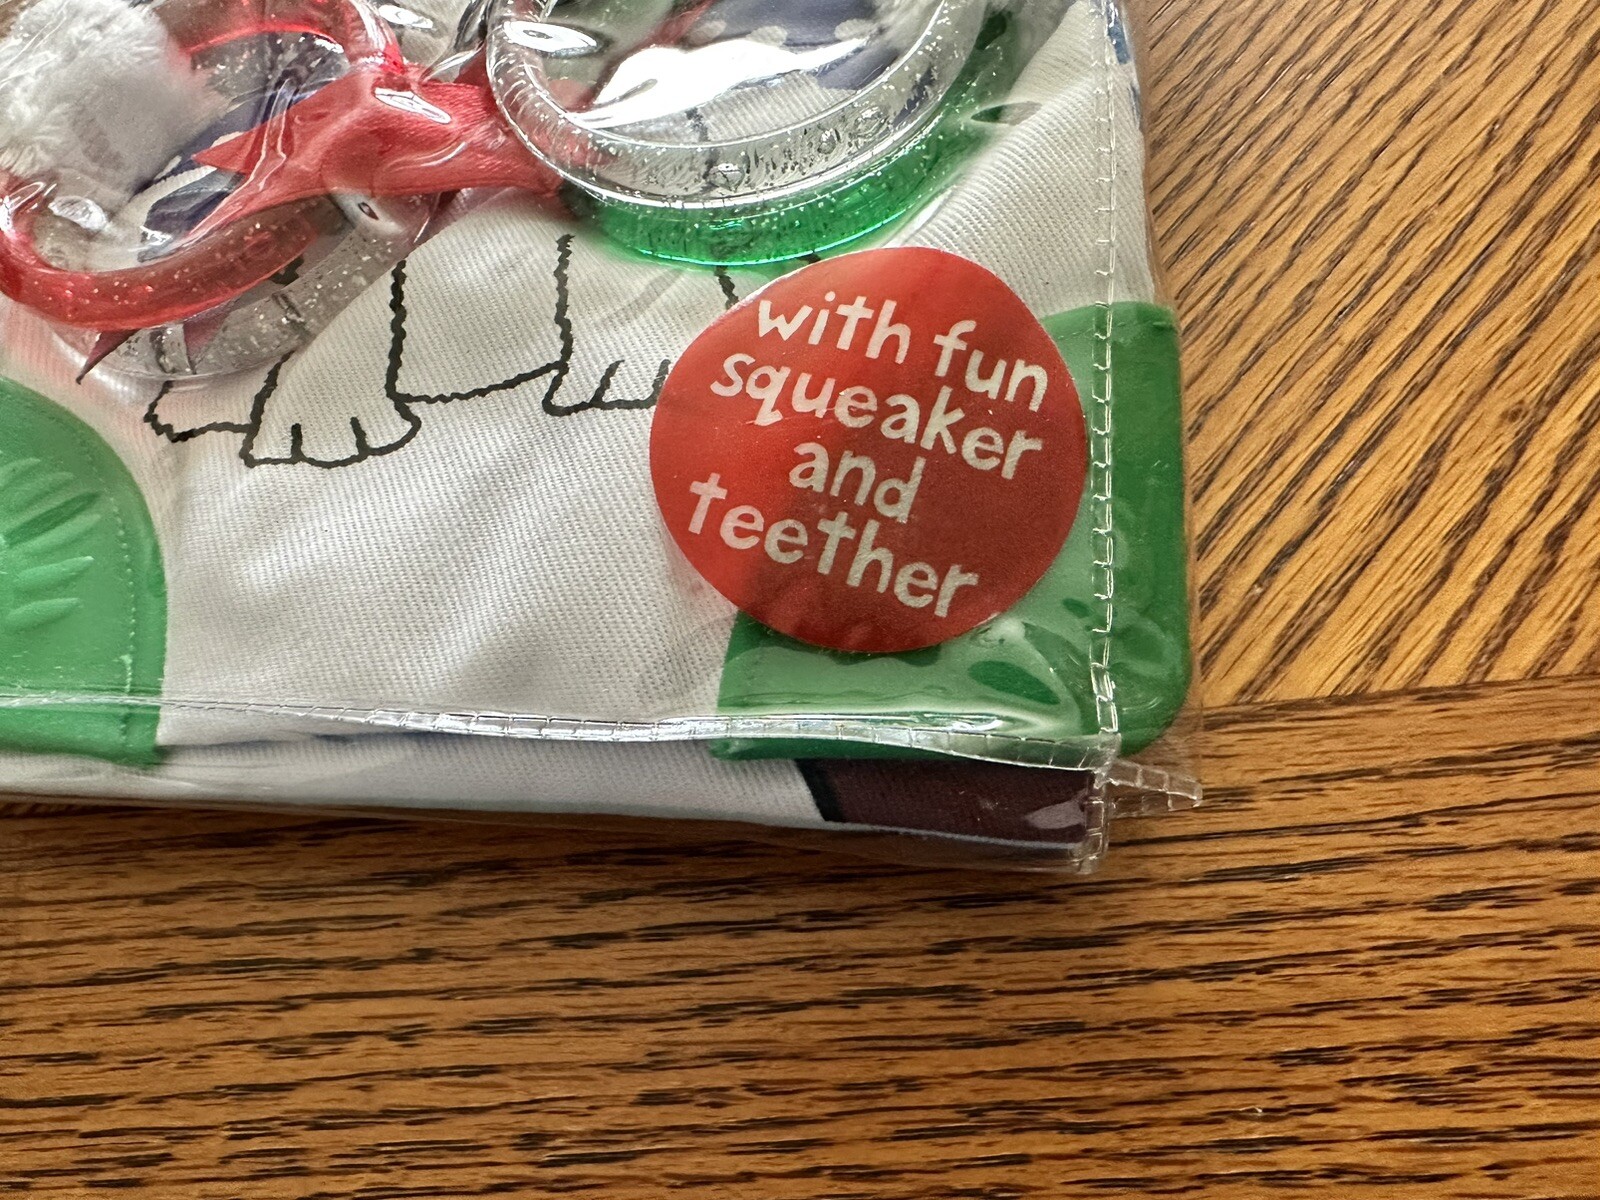 with fun
squeaker
and
teether